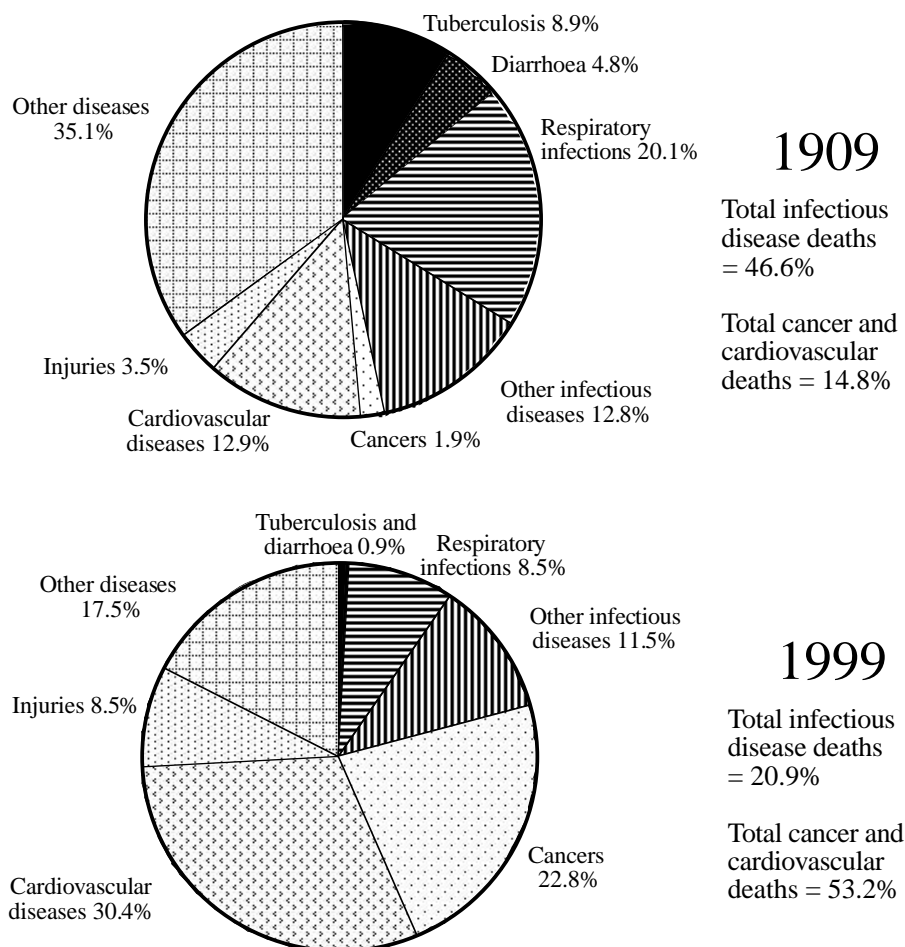 Tuberculosis 8.9%
Diarrhoea 4.8%
Respiratory
infections 20.1%
Other infectious
diseases 12.8%
Cancers 1.9%
Cardiovascular
diseases 12.9%
Injuries 3.5%
Other diseases
35.1%
1909
Total infectious
disease deaths
= 46.6%
Total cancer and
cardiovascular
deaths = 14.8%
Tuberculosis and
diarrhoea 0.9%
Respiratory
infections 8.5%
Other infectious
diseases 11.5%
Cancers
22.8%
Cardiovascular
diseases 30.4%
Injuries 8.5%
Other diseases
17.5%
1999
Total infectious
disease deaths
= 20.9%
Total cancer and
cardiovascular
deaths = 53.2%